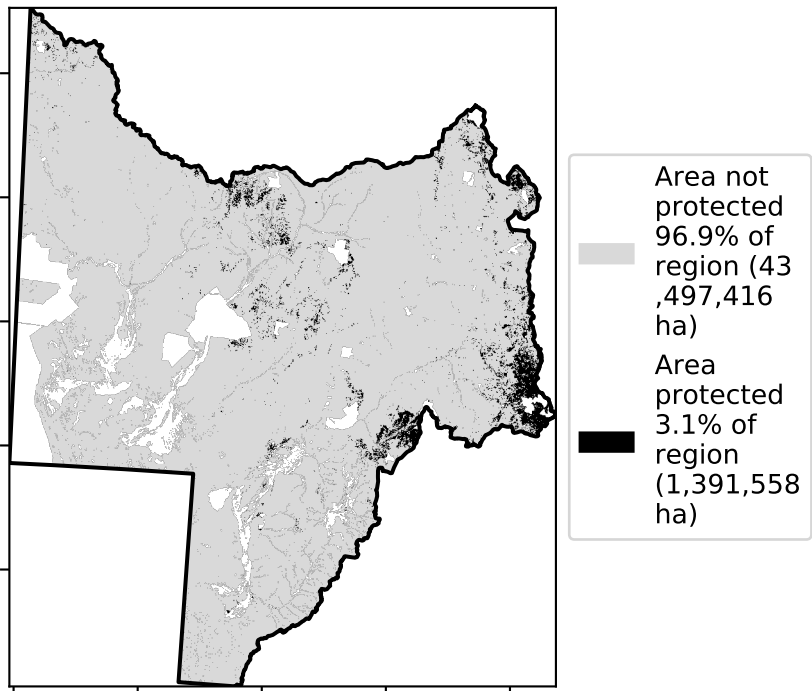 Area not
protected
96.9% of
region (43
,497,416
ha)
Area
protected
3.1% of
region
(1,391,558
ha)